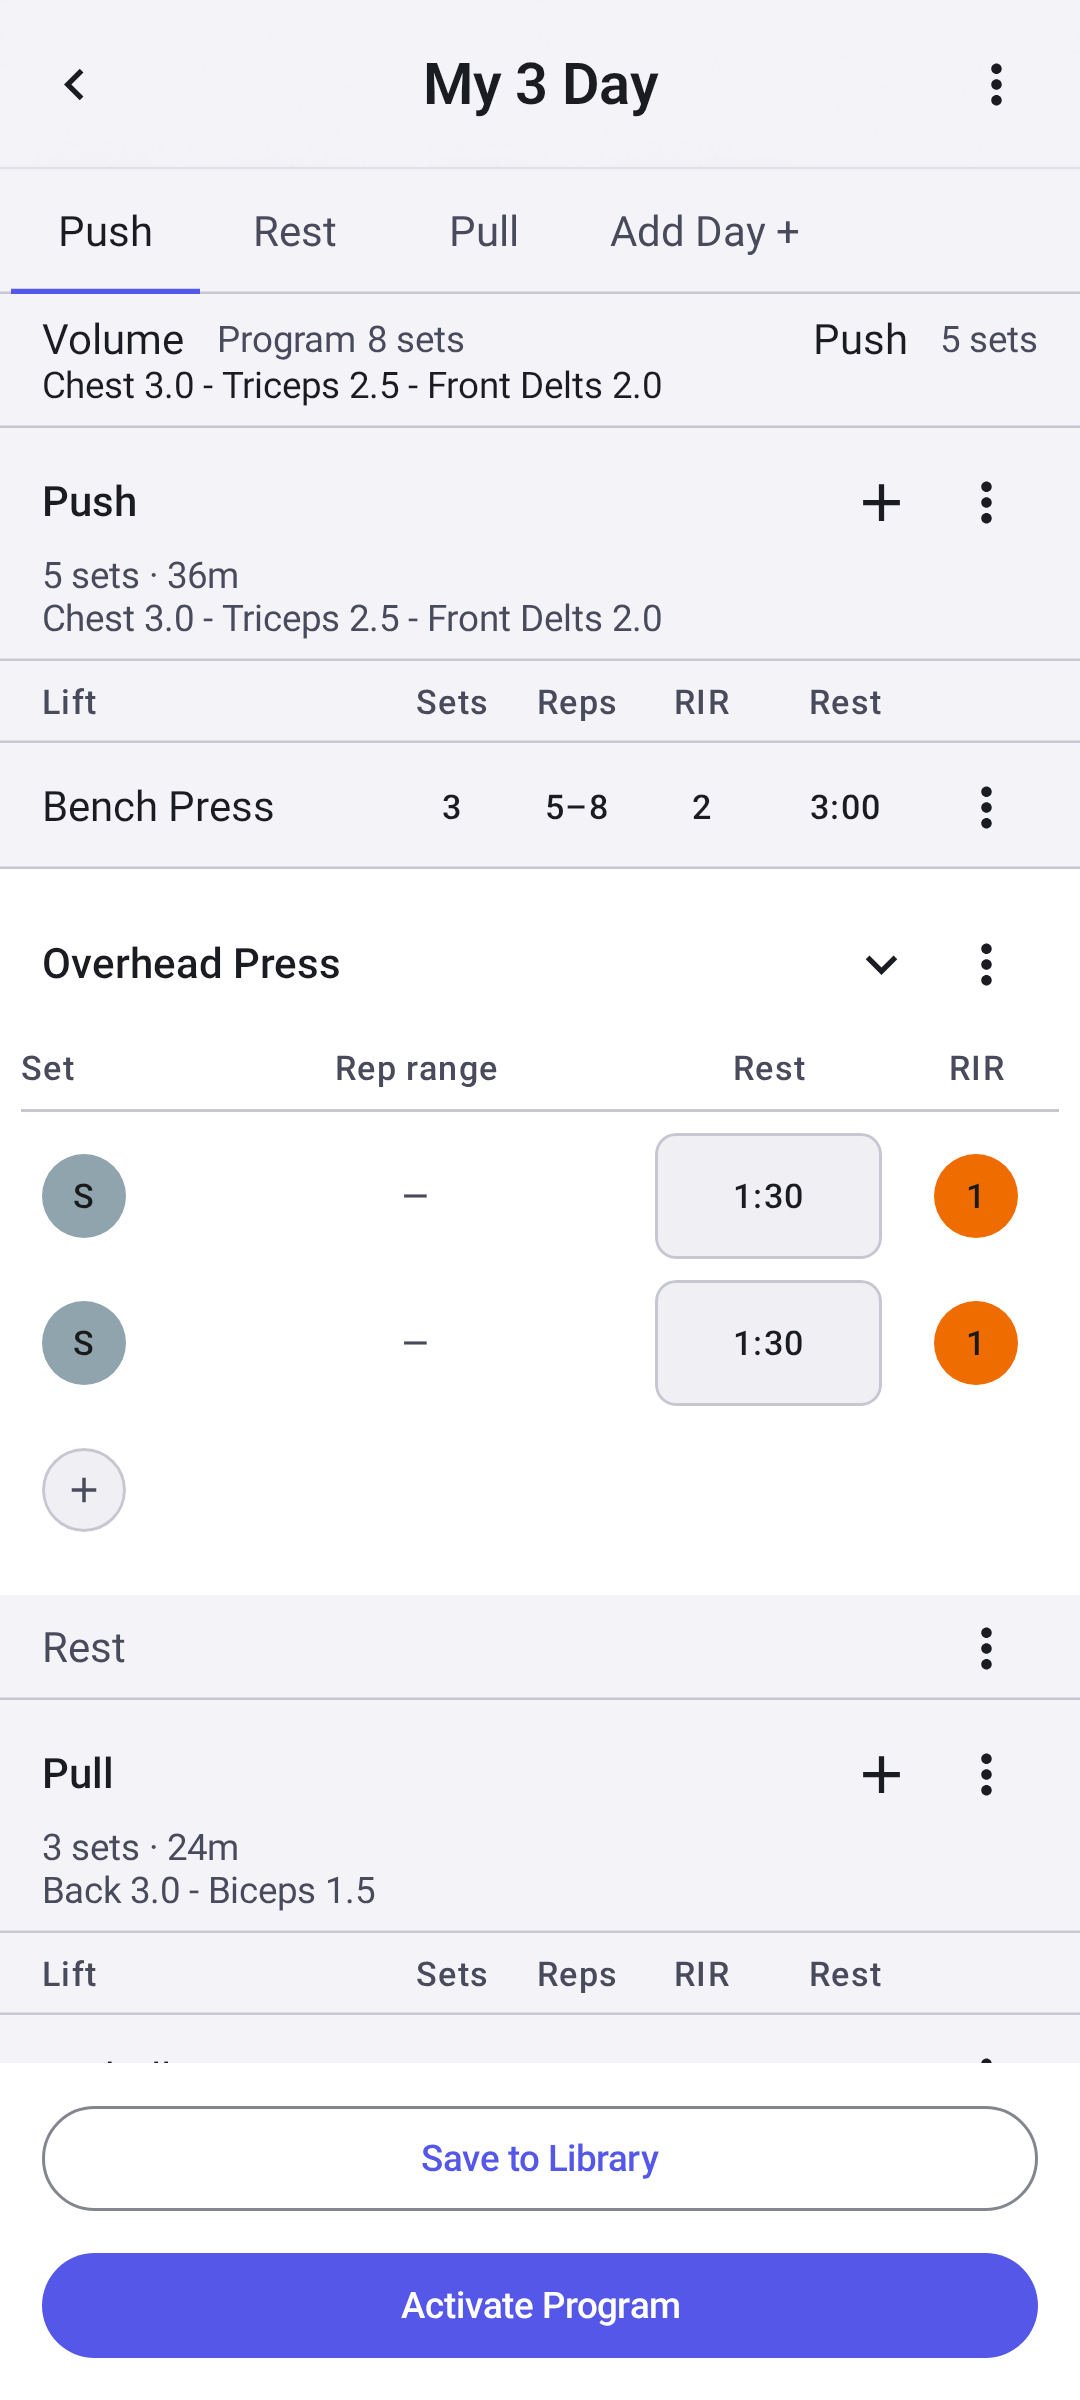 My 3 Day
Push Rest Pull Add Day +
Volume Program 8 sets Push 5 sets
Chest 3.0 - Triceps 2.5 - Front Delts 2.0
Push +
5 sets · 36m
Chest 3.0 - Triceps 2.5 - Front Delts 2.0
Lift Sets Reps RIR Rest
Bench Press 3 5–8 2 3:00
Overhead Press
Set Rep range Rest RIR
S – 1:30 1
S – 1:30 1
+
Rest
Pull +
3 sets · 24m
Back 3.0 - Biceps 1.5
Lift Sets Reps RIR Rest
Save to Library
Activate Program